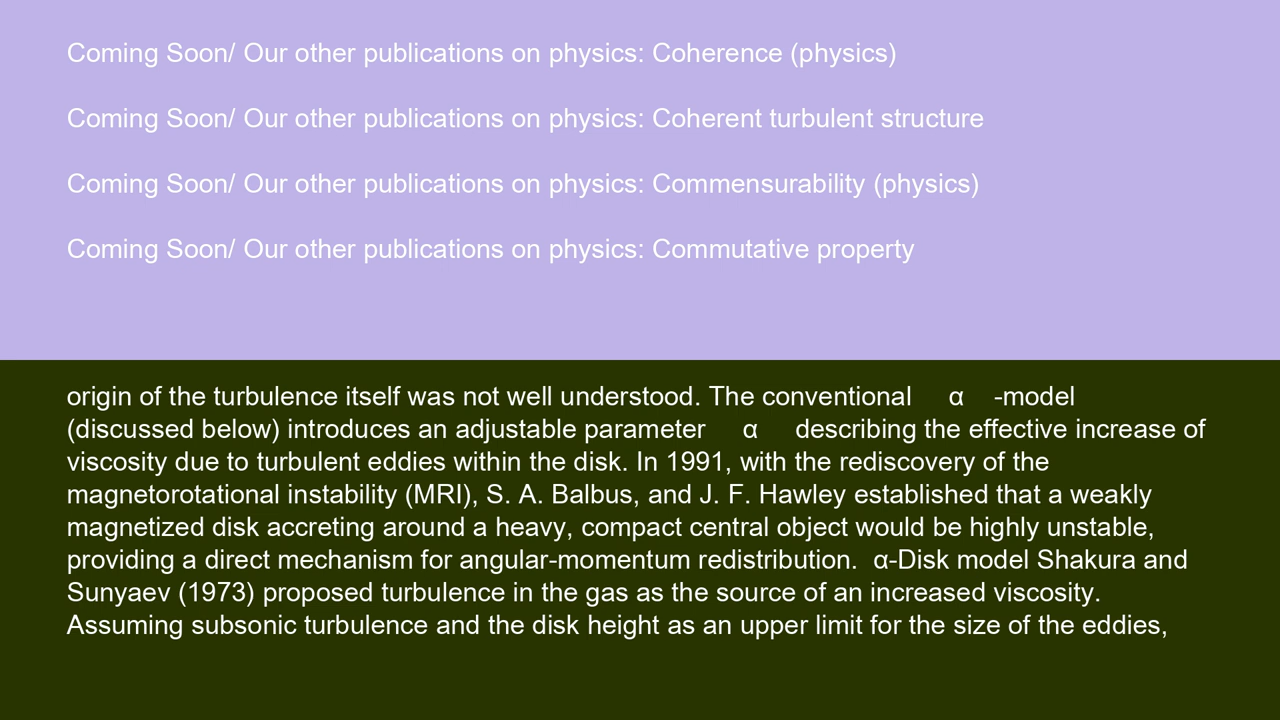 Coming Soon/ Our other publications on physics: Coherence (physics)
Coming Soon/ Our other publications on physics: Coherent turbulent structure
Coming Soon/ Our other publications on physics: Commensurability (physics)
Coming Soon/ Our other publications on physics: Commutative property
origin of the turbulence itself was not well understood. The conventional α -model
(discussed below) introduces an adjustable parameter α describing the effective increase of
viscosity due to turbulent eddies within the disk. In 1991, with the rediscovery of the
magnetorotational instability (MRI), S. A. Balbus, and J. F. Hawley established that a weakly
magnetized disk accreting around a heavy, compact central object would be highly unstable,
providing a direct mechanism for angular-momentum redistribution. α-Disk model Shakura and
Sunyaev (1973) proposed turbulence in the gas as the source of an increased viscosity.
Assuming subsonic turbulence and the disk height as an upper limit for the size of the eddies,